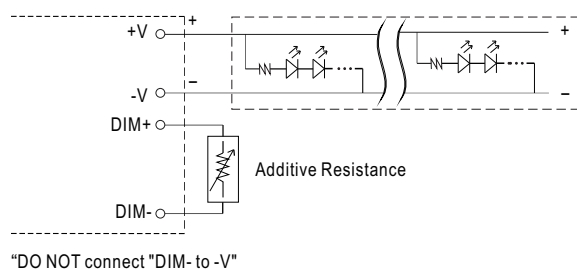 +V
+
+
-V
−
−
DIM+
Additive Resistance
DIM-
“DO NOT connect "DIM- to -V"